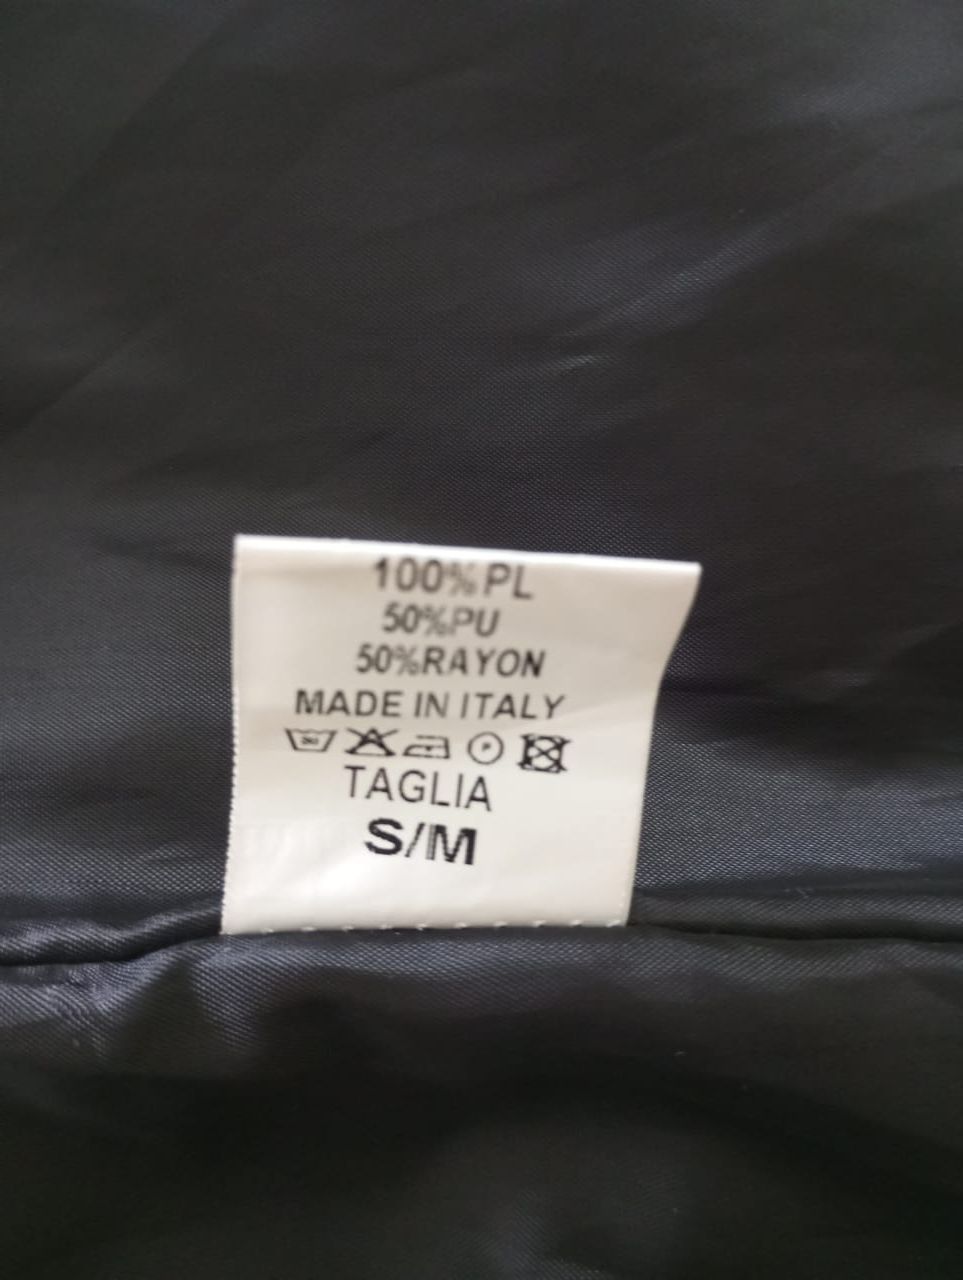 100%PL
50%PU
50%RAYON
MADE IN ITALY
P
TAGLIA
S/M